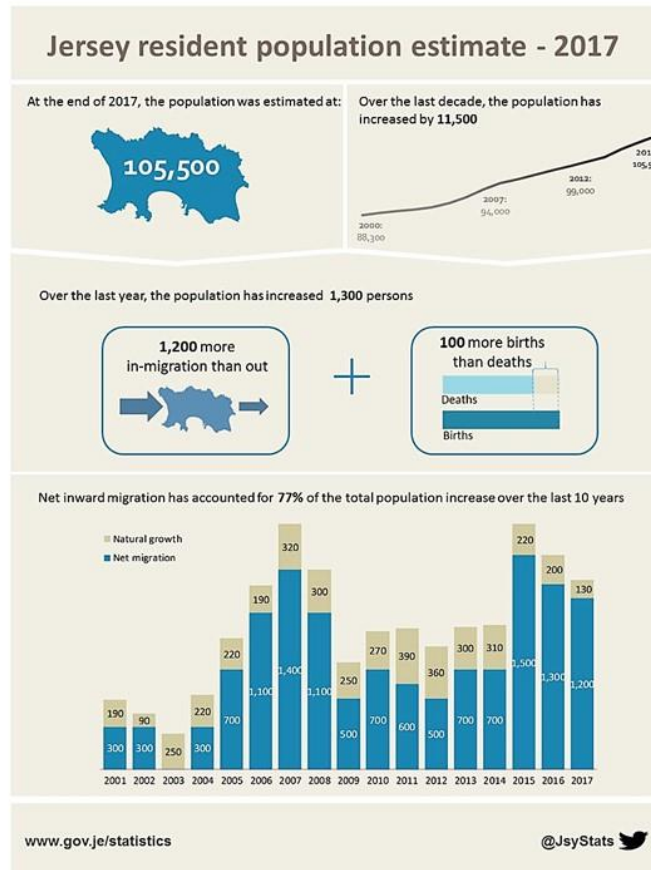 Jersey resident population estimate - 2017
At the end of 2017, the population was estimated at:
105,500
Over the last decade, the population has
increased by 11,500
2012:
99,000
2007:
94,000
2000:
88,300
Over the last year, the population has increased 1,300 persons
1,200 more
in-migration than out
100 more births
than deaths
Deaths
Births
Net inward migration has accounted for 77% of the total population increase over the last 10 years
Natural growth
Net migration
190 90 250 220 220 190 320 300 250 270 390 360 300 310 220 200 130
300 300 300 700 1,100 1,400 1,100 500 700 600 500 700 700 1,500 1,300 1,200
2001 2002 2003 2004 2005 2006 2007 2008 2009 2010 2011 2012 2013 2014 2015 2016 2017
www.gov.je/statistics
@JsyStats